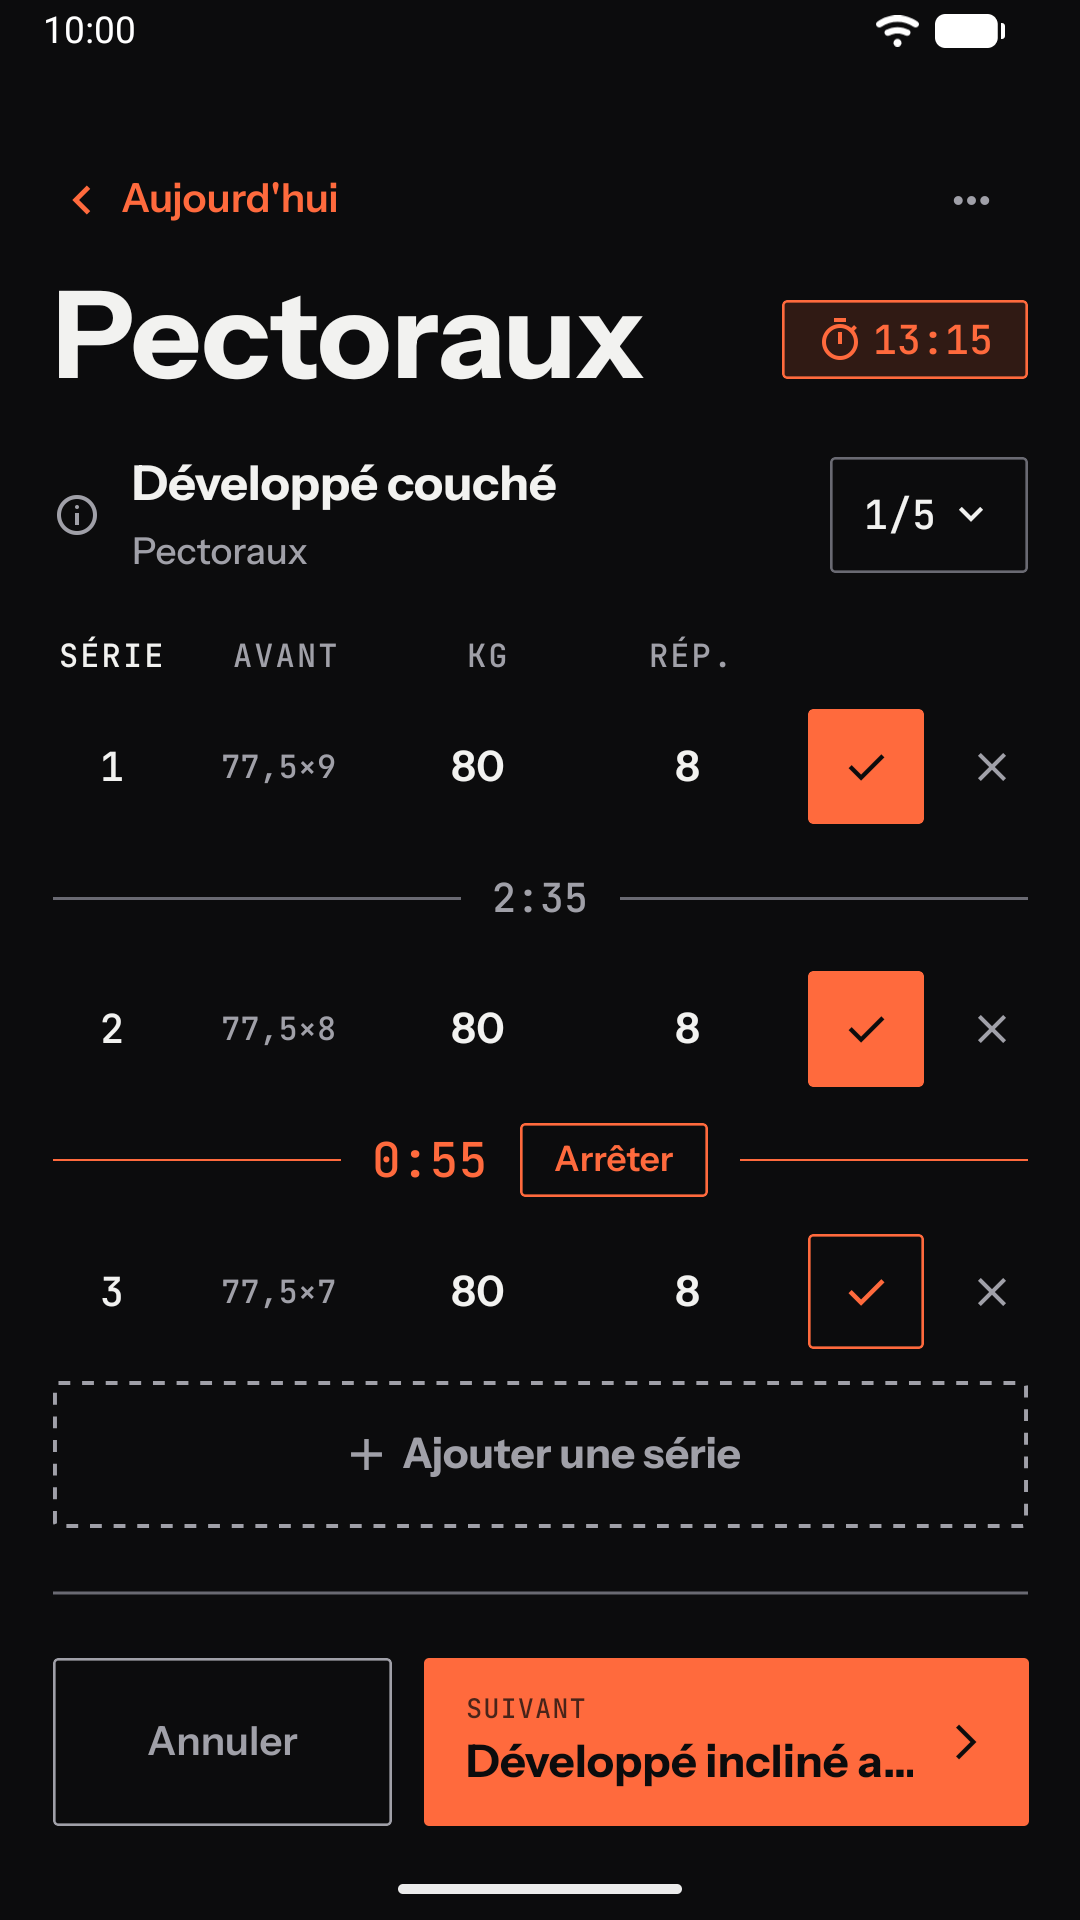 10:00
Aujourd'hui
Pectoraux
13:15
Développé couché
Pectoraux
1/5
SÉRIE AVANT KG RÉP.
1 77,5×9 80 8
2:35
2 77,5×8 80 8
0:55 Arrêter
3 77,5×7 80 8
+ Ajouter une série
Annuler
SUIVANT
Développé incliné a...